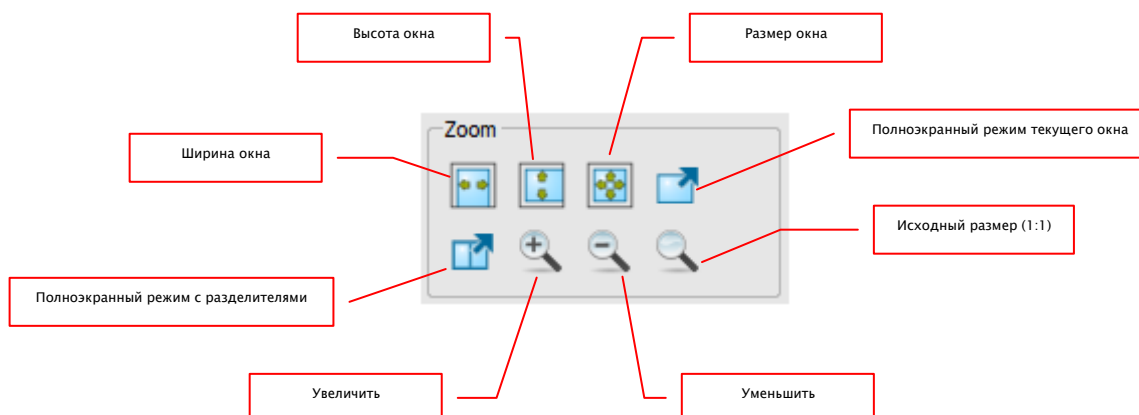 Высота окна
Размер окна
Полноэкранный режим текущего окна
Zoom
Ширина окна
Исходный размер (1:1)
Полноэкранный режим с разделителями
Увеличить
Уменьшить